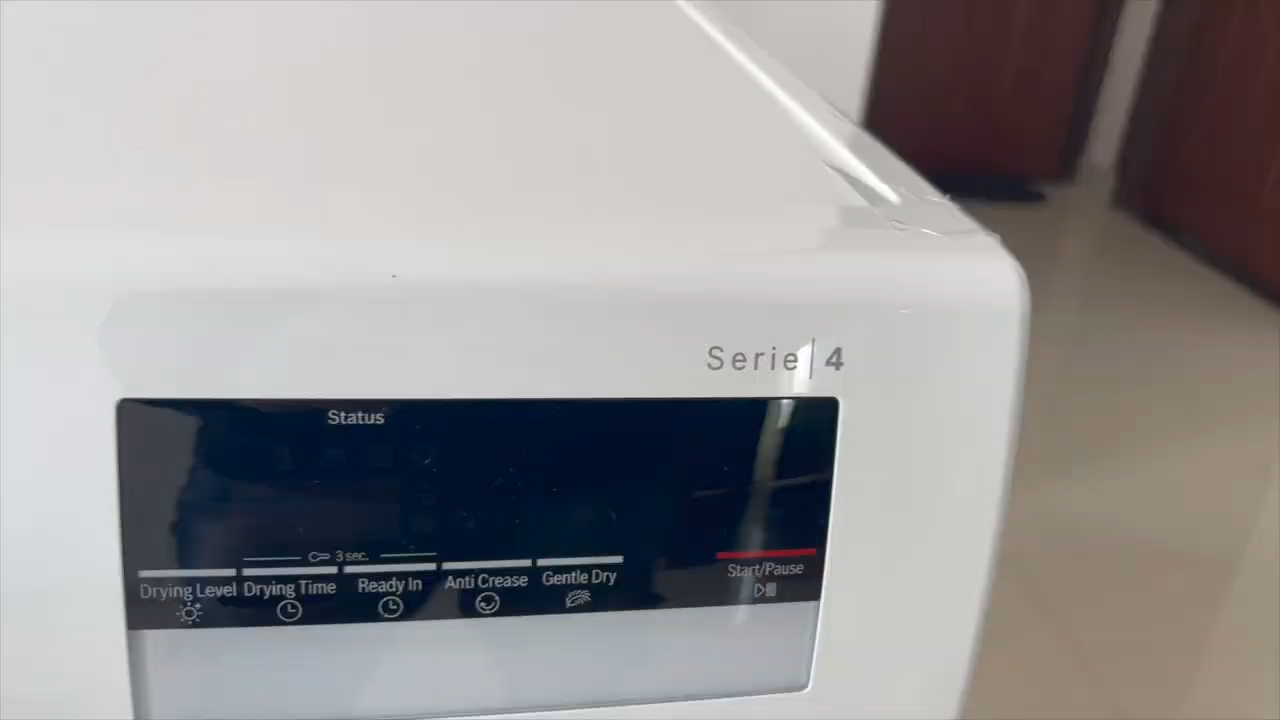 Serie | 4
Status
3 sec.
Drying Level Drying Time Ready In Anti Crease Gentle Dry Start/Pause